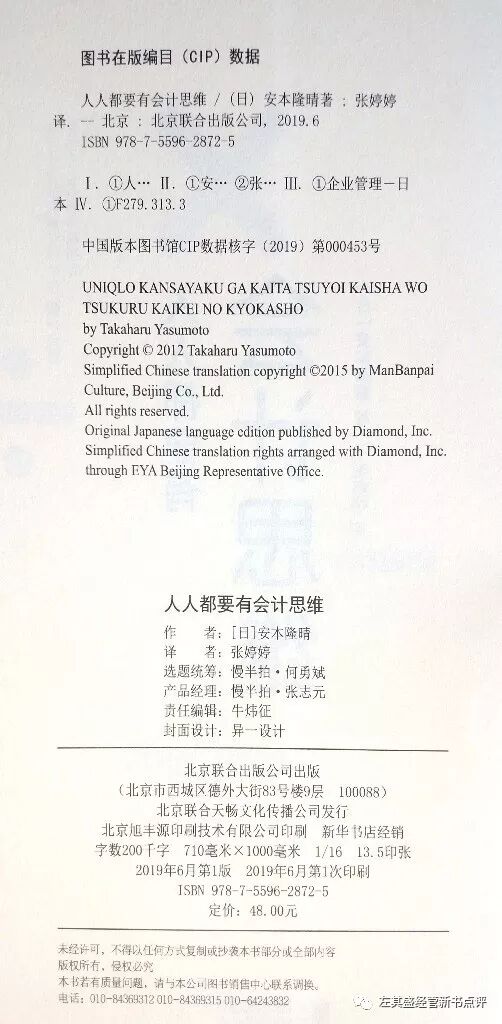 图书在版编目（CIP）数据
人人都要有会计思维 /（日）安本隆晴著 ; 张婷婷
译. -- 北京 : 北京联合出版公司, 2019.6
ISBN 978-7-5596-2872-5
Ⅰ. ①人… Ⅱ. ①安… ②张… Ⅲ. ①企业管理－日
本 Ⅳ. ①F279.313.3
中国版本图书馆CIP数据核字（2019）第000453号
UNIQLO KANSAYAKU GA KAITA TSUYOI KAISHA WO
TSUKURU KAIKEI NO KYOKASHO
by Takaharu Yasumoto
Copyright © 2012 Takaharu Yasumoto
Simplified Chinese translation copyright ©2015 by ManBanpai
Culture, Beijing Co., Ltd.
All rights reserved.
Original Japanese language edition published by Diamond, Inc.
Simplified Chinese translation rights arranged with Diamond, Inc.
through EYA Beijing Representative Office.
人人都要有会计思维
作 者：[日]安本隆晴
译 者：张婷婷
选题统筹：慢半拍·何勇斌
产品经理：慢半拍·张志元
责任编辑：牛炜征
封面设计：异一设计
北京联合出版公司出版
（北京市西城区德外大街83号楼9层 100088）
北京联合天畅文化传播公司发行
北京旭丰源印刷技术有限公司印刷 新华书店经销
字数200千字 710毫米×1000毫米 1/16 13.5印张
2019年6月第1版 2019年6月第1次印刷
ISBN 978-7-5596-2872-5
定价：48.00元
未经许可，不得以任何方式复制或抄袭本书部分或全部内容
版权所有，侵权必究
本书若有质量问题，请与本公司图书销售中心联系调换。
电话：010-84369312 010-84369315 010-64243832
左其盛经管新书点评